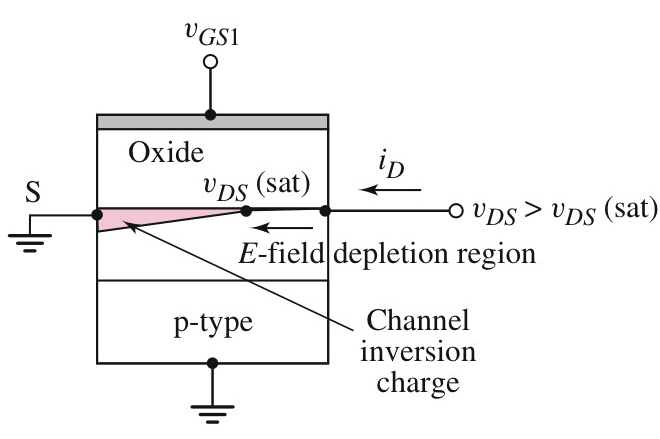 v_GS1
Oxide
i_D
S
v_DS (sat)
v_DS > v_DS (sat)
E-field depletion region
p-type
Channel
inversion
charge